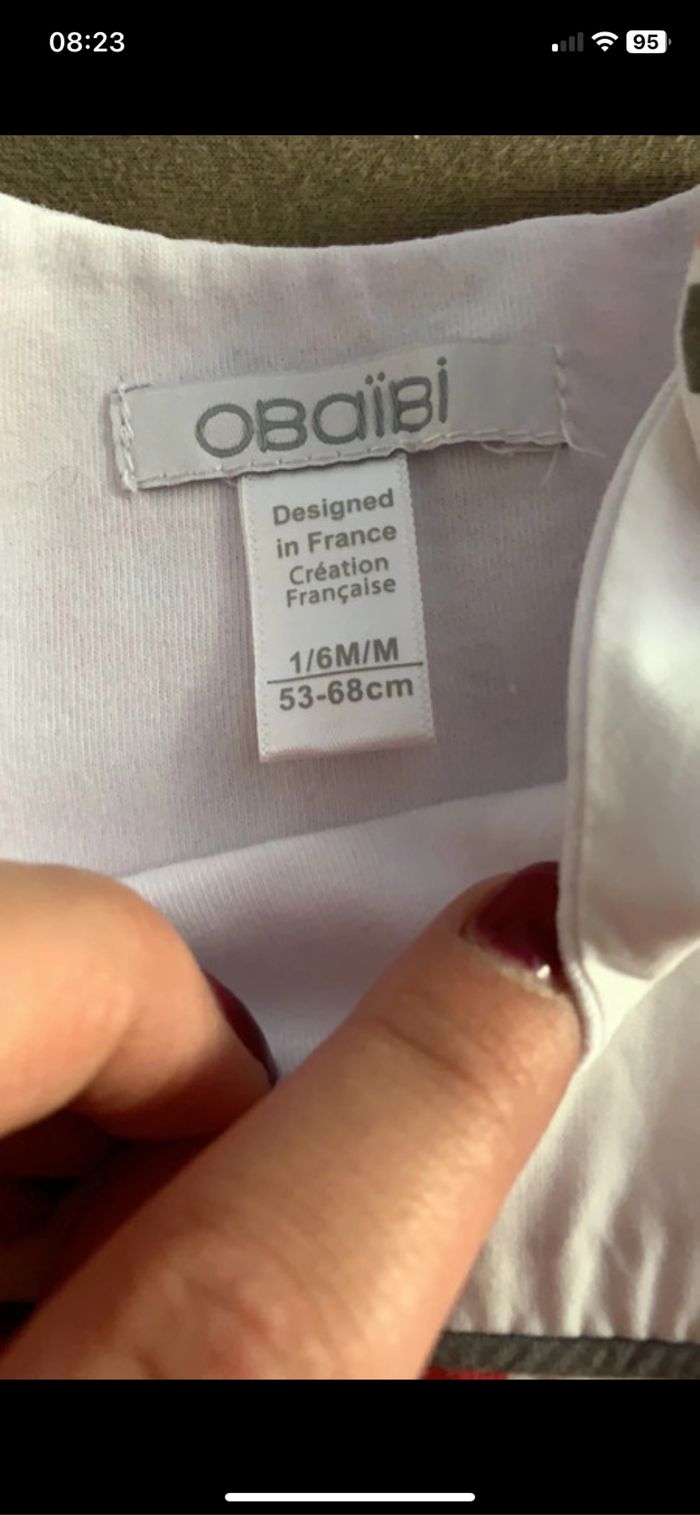 08:23
95
OBaïBi
Designed
in France
Création
Française
1/6M/M
53-68cm